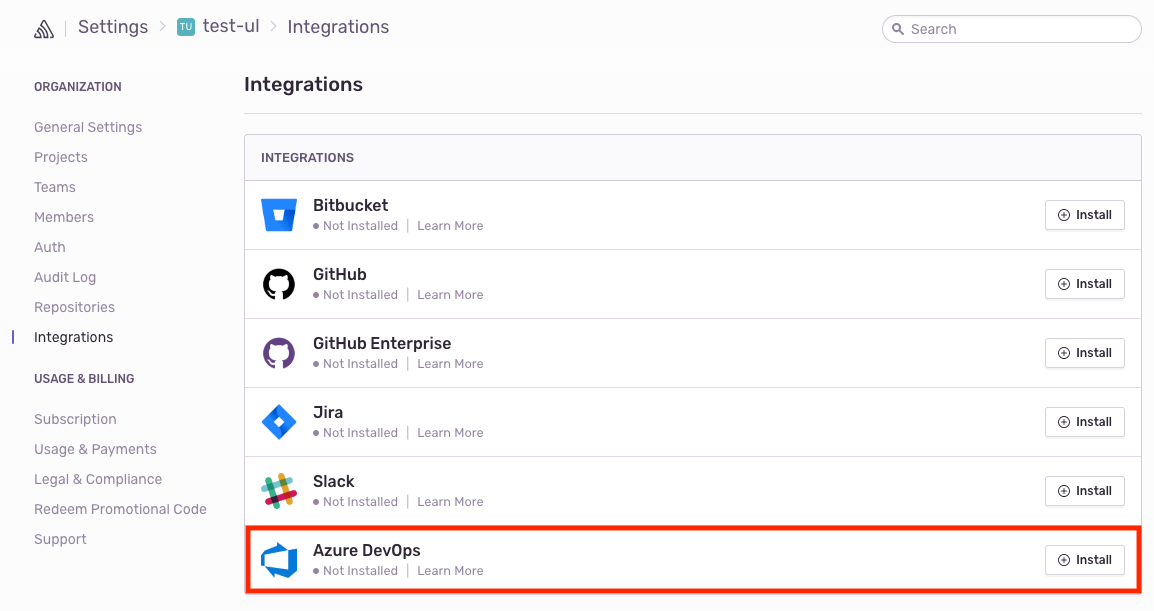 Settings > TU test-ul > Integrations
Search
ORGANIZATION
General Settings
Projects
Teams
Members
Auth
Audit Log
Repositories
Integrations
USAGE & BILLING
Subscription
Usage & Payments
Legal & Compliance
Redeem Promotional Code
Support
Integrations
INTEGRATIONS
Bitbucket
Not Installed | Learn More
Install
GitHub
Not Installed | Learn More
Install
GitHub Enterprise
Not Installed | Learn More
Install
Jira
Not Installed | Learn More
Install
Slack
Not Installed | Learn More
Install
Azure DevOps
Not Installed | Learn More
Install